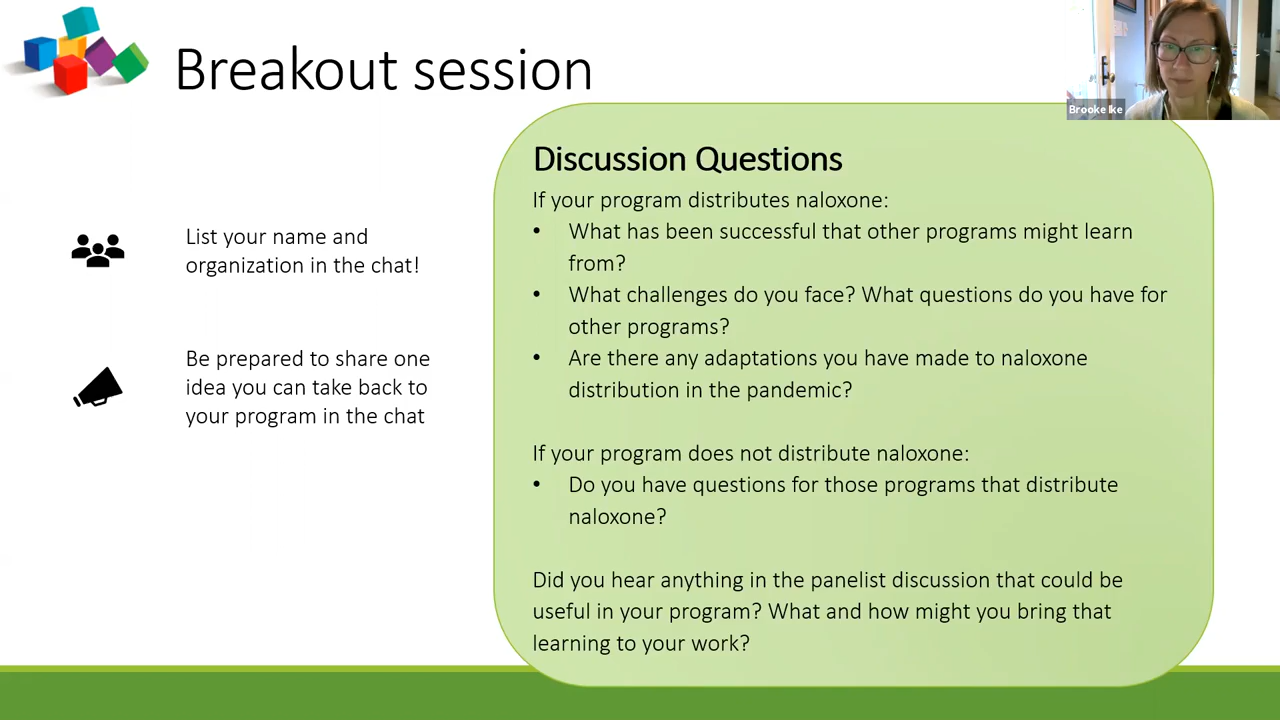 Breakout session
Brooke Ike
List your name and
organization in the chat!
Be prepared to share one
idea you can take back to
your program in the chat
Discussion Questions
If your program distributes naloxone:
• What has been successful that other programs might learn
from?
• What challenges do you face? What questions do you have for
other programs?
• Are there any adaptations you have made to naloxone
distribution in the pandemic?
If your program does not distribute naloxone:
• Do you have questions for those programs that distribute
naloxone?
Did you hear anything in the panelist discussion that could be
useful in your program? What and how might you bring that
learning to your work?